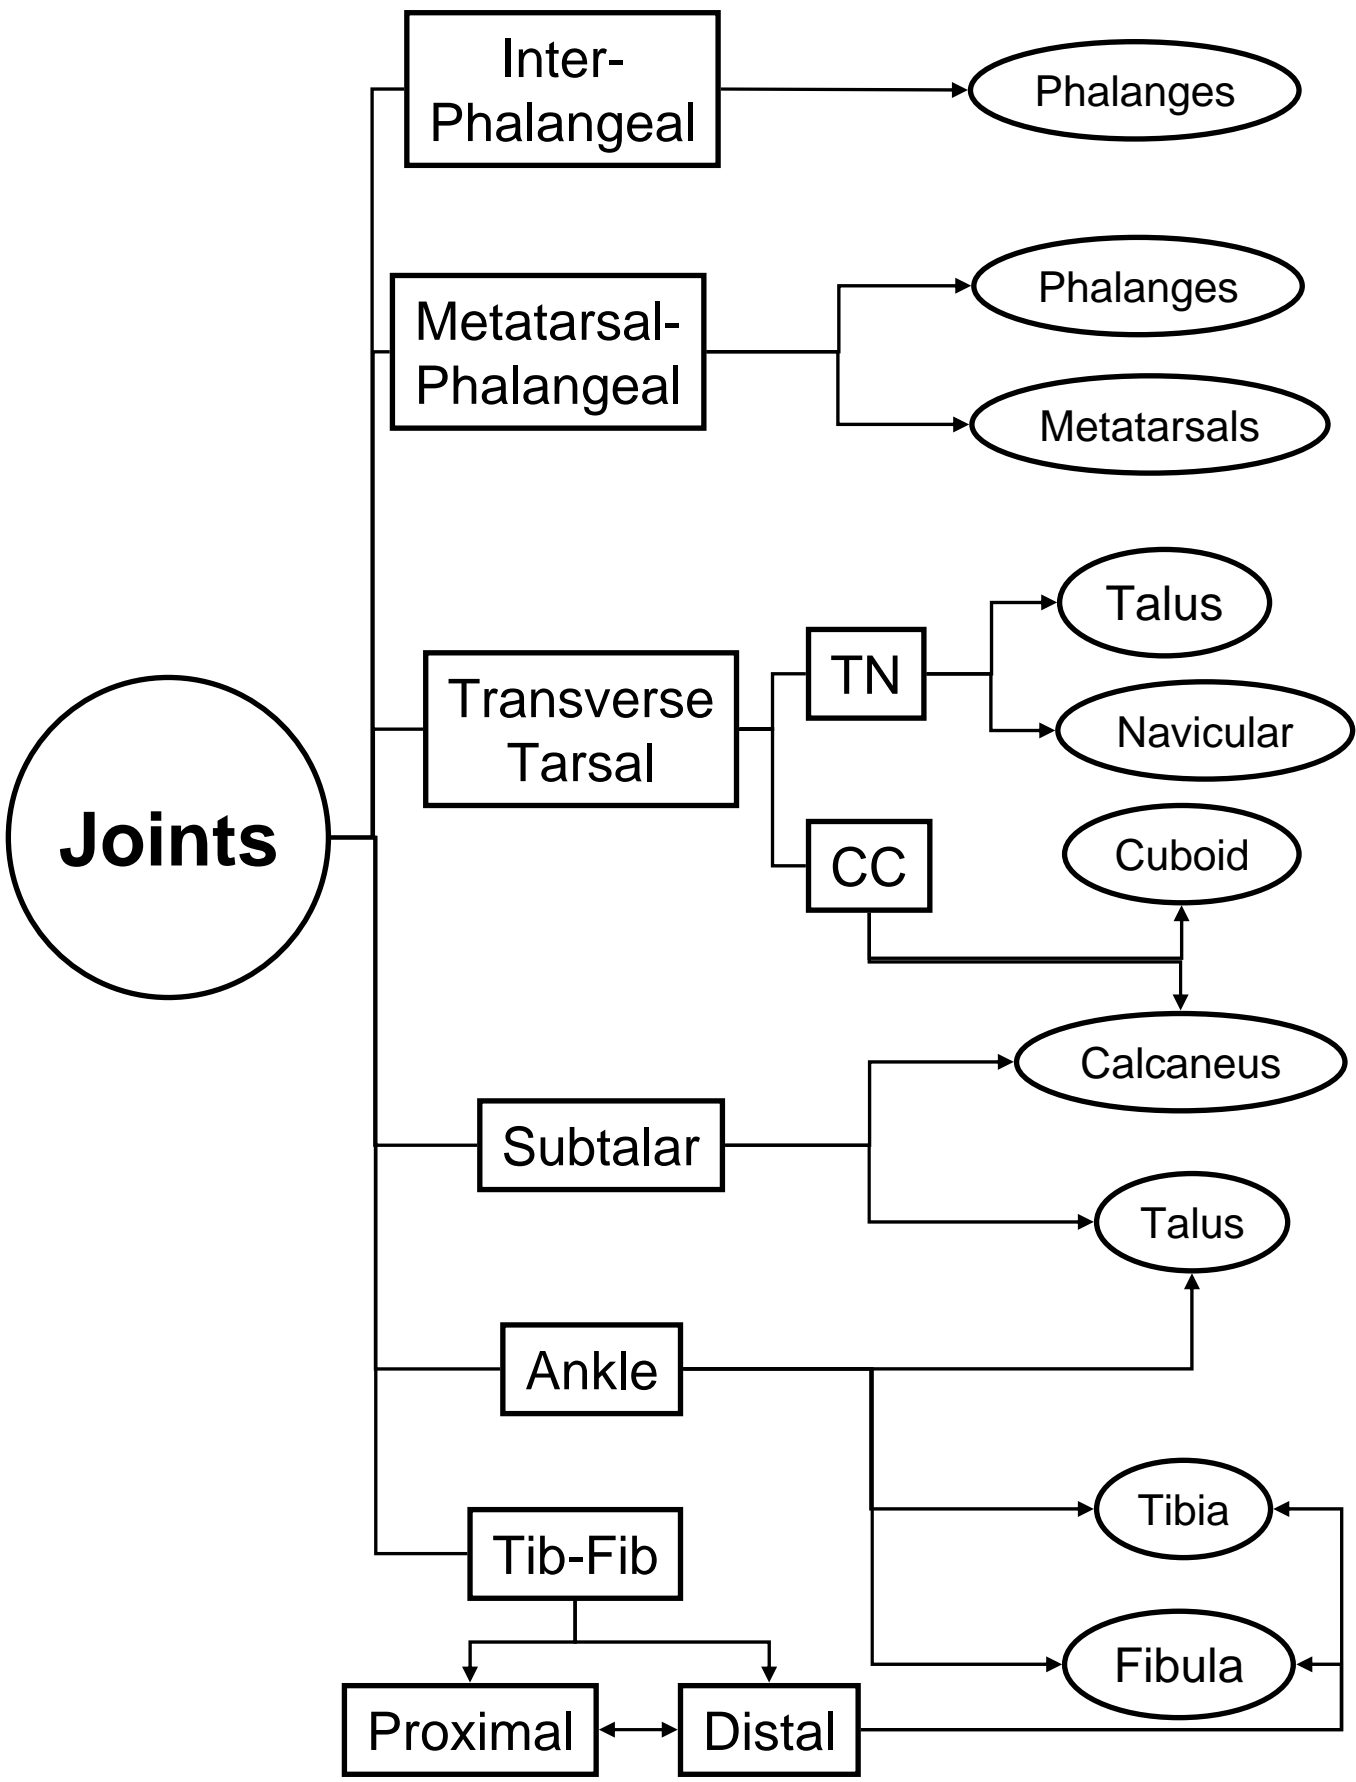 Inter-
Phalangeal
Phalanges
Metatarsal-
Phalangeal
Phalanges
Metatarsals
Joints
Transverse
Tarsal
TN
Talus
Navicular
CC
Cuboid
Calcaneus
Subtalar
Talus
Ankle
Tibia
Tib-Fib
Fibula
Proximal
Distal